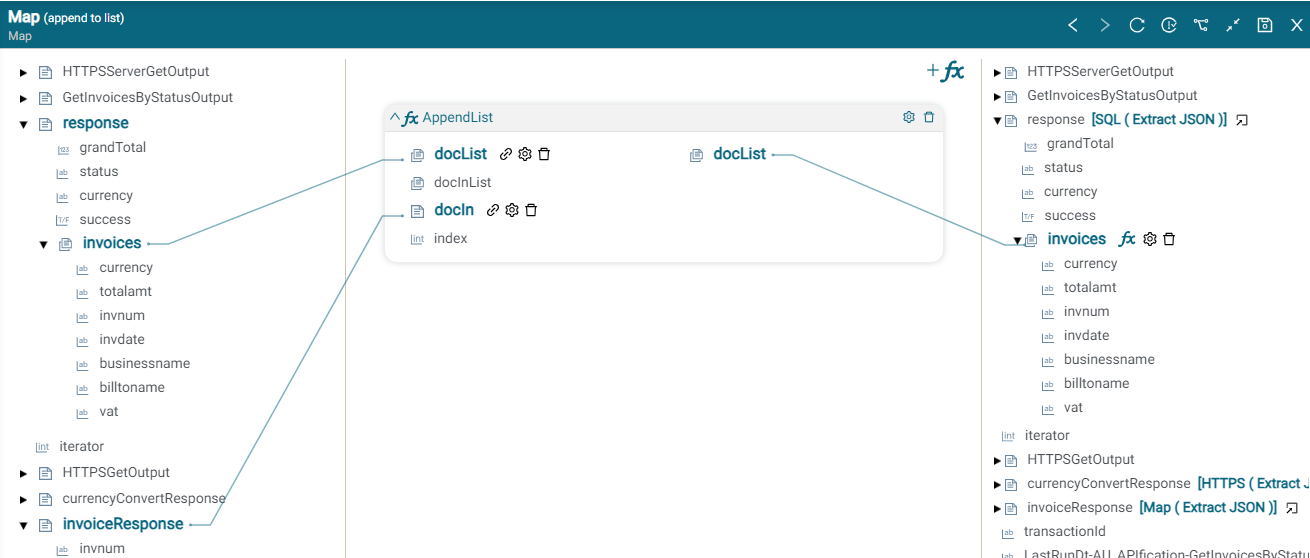 Map (append to list)
Map
HTTPSServerGetOutput
GetInvoicesByStatusOutput
response
123 grandTotal
ab status
ab currency
T/F success
invoices
ab currency
ab totalamt
ab invnum
ab invdate
ab businessname
ab billtoname
ab vat
int iterator
HTTPSGetOutput
currencyConvertResponse
invoiceResponse
ab invnum
+fx
fx AppendList
docList
docInList
docIn
int index
docList
HTTPSServerGetOutput
GetInvoicesByStatusOutput
response [SQL ( Extract JSON )]
123 grandTotal
ab status
ab currency
T/F success
invoices fx
ab currency
ab totalamt
ab invnum
ab invdate
ab businessname
ab billtoname
ab vat
int iterator
HTTPSGetOutput
currencyConvertResponse [HTTPS ( Extract J
invoiceResponse [Map ( Extract JSON )]
ab transactionId
ab LastRunDt-AU_APIfication-GetInvoicesByStatu